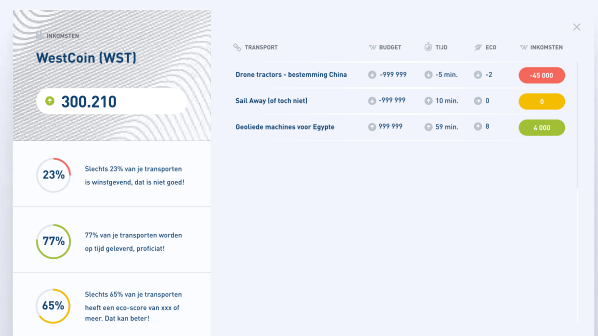 INKOMSTEN
WestCoin (WST)
300.210
23%
Slechts 23% van je transporten
is winstgevend, dat is niet goed!
77%
77% van je transporten worden
op tijd geleverd, proficiat!
65%
Slechts 65% van je transporten
heeft een eco-score van xxx of
meer. Dat kan beter!
TRANSPORT BUDGET TIJD ECO INKOMSTEN
Drone tractors - bestemming China -999 999 -5 min. -2 -45 000
Sail Away (of toch niet) -999 999 10 min. 0 0
Geoliede machines voor Egypte 999 999 59 min. 8 4 000